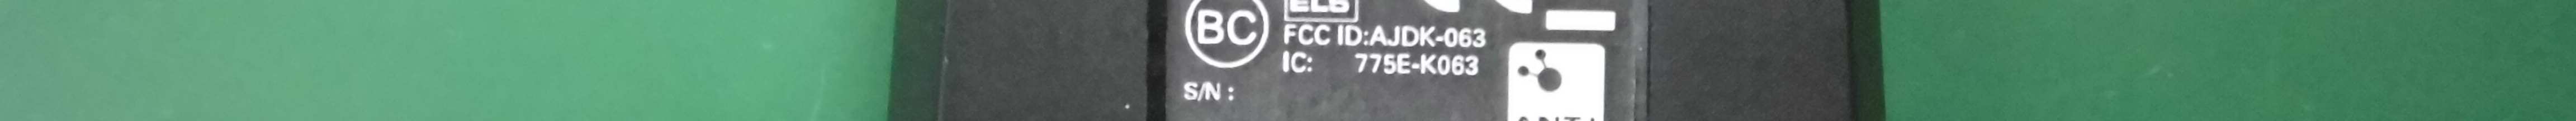 BC
FCC ID:AJDK-063
IC: 775E-K063
S/N :